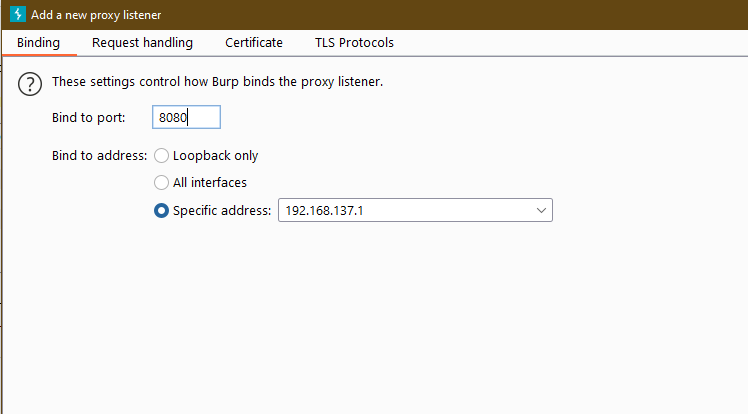 Add a new proxy listener
Binding Request handling Certificate TLS Protocols
? These settings control how Burp binds the proxy listener.
Bind to port: 8080
Bind to address: Loopback only
All interfaces
Specific address: 192.168.137.1